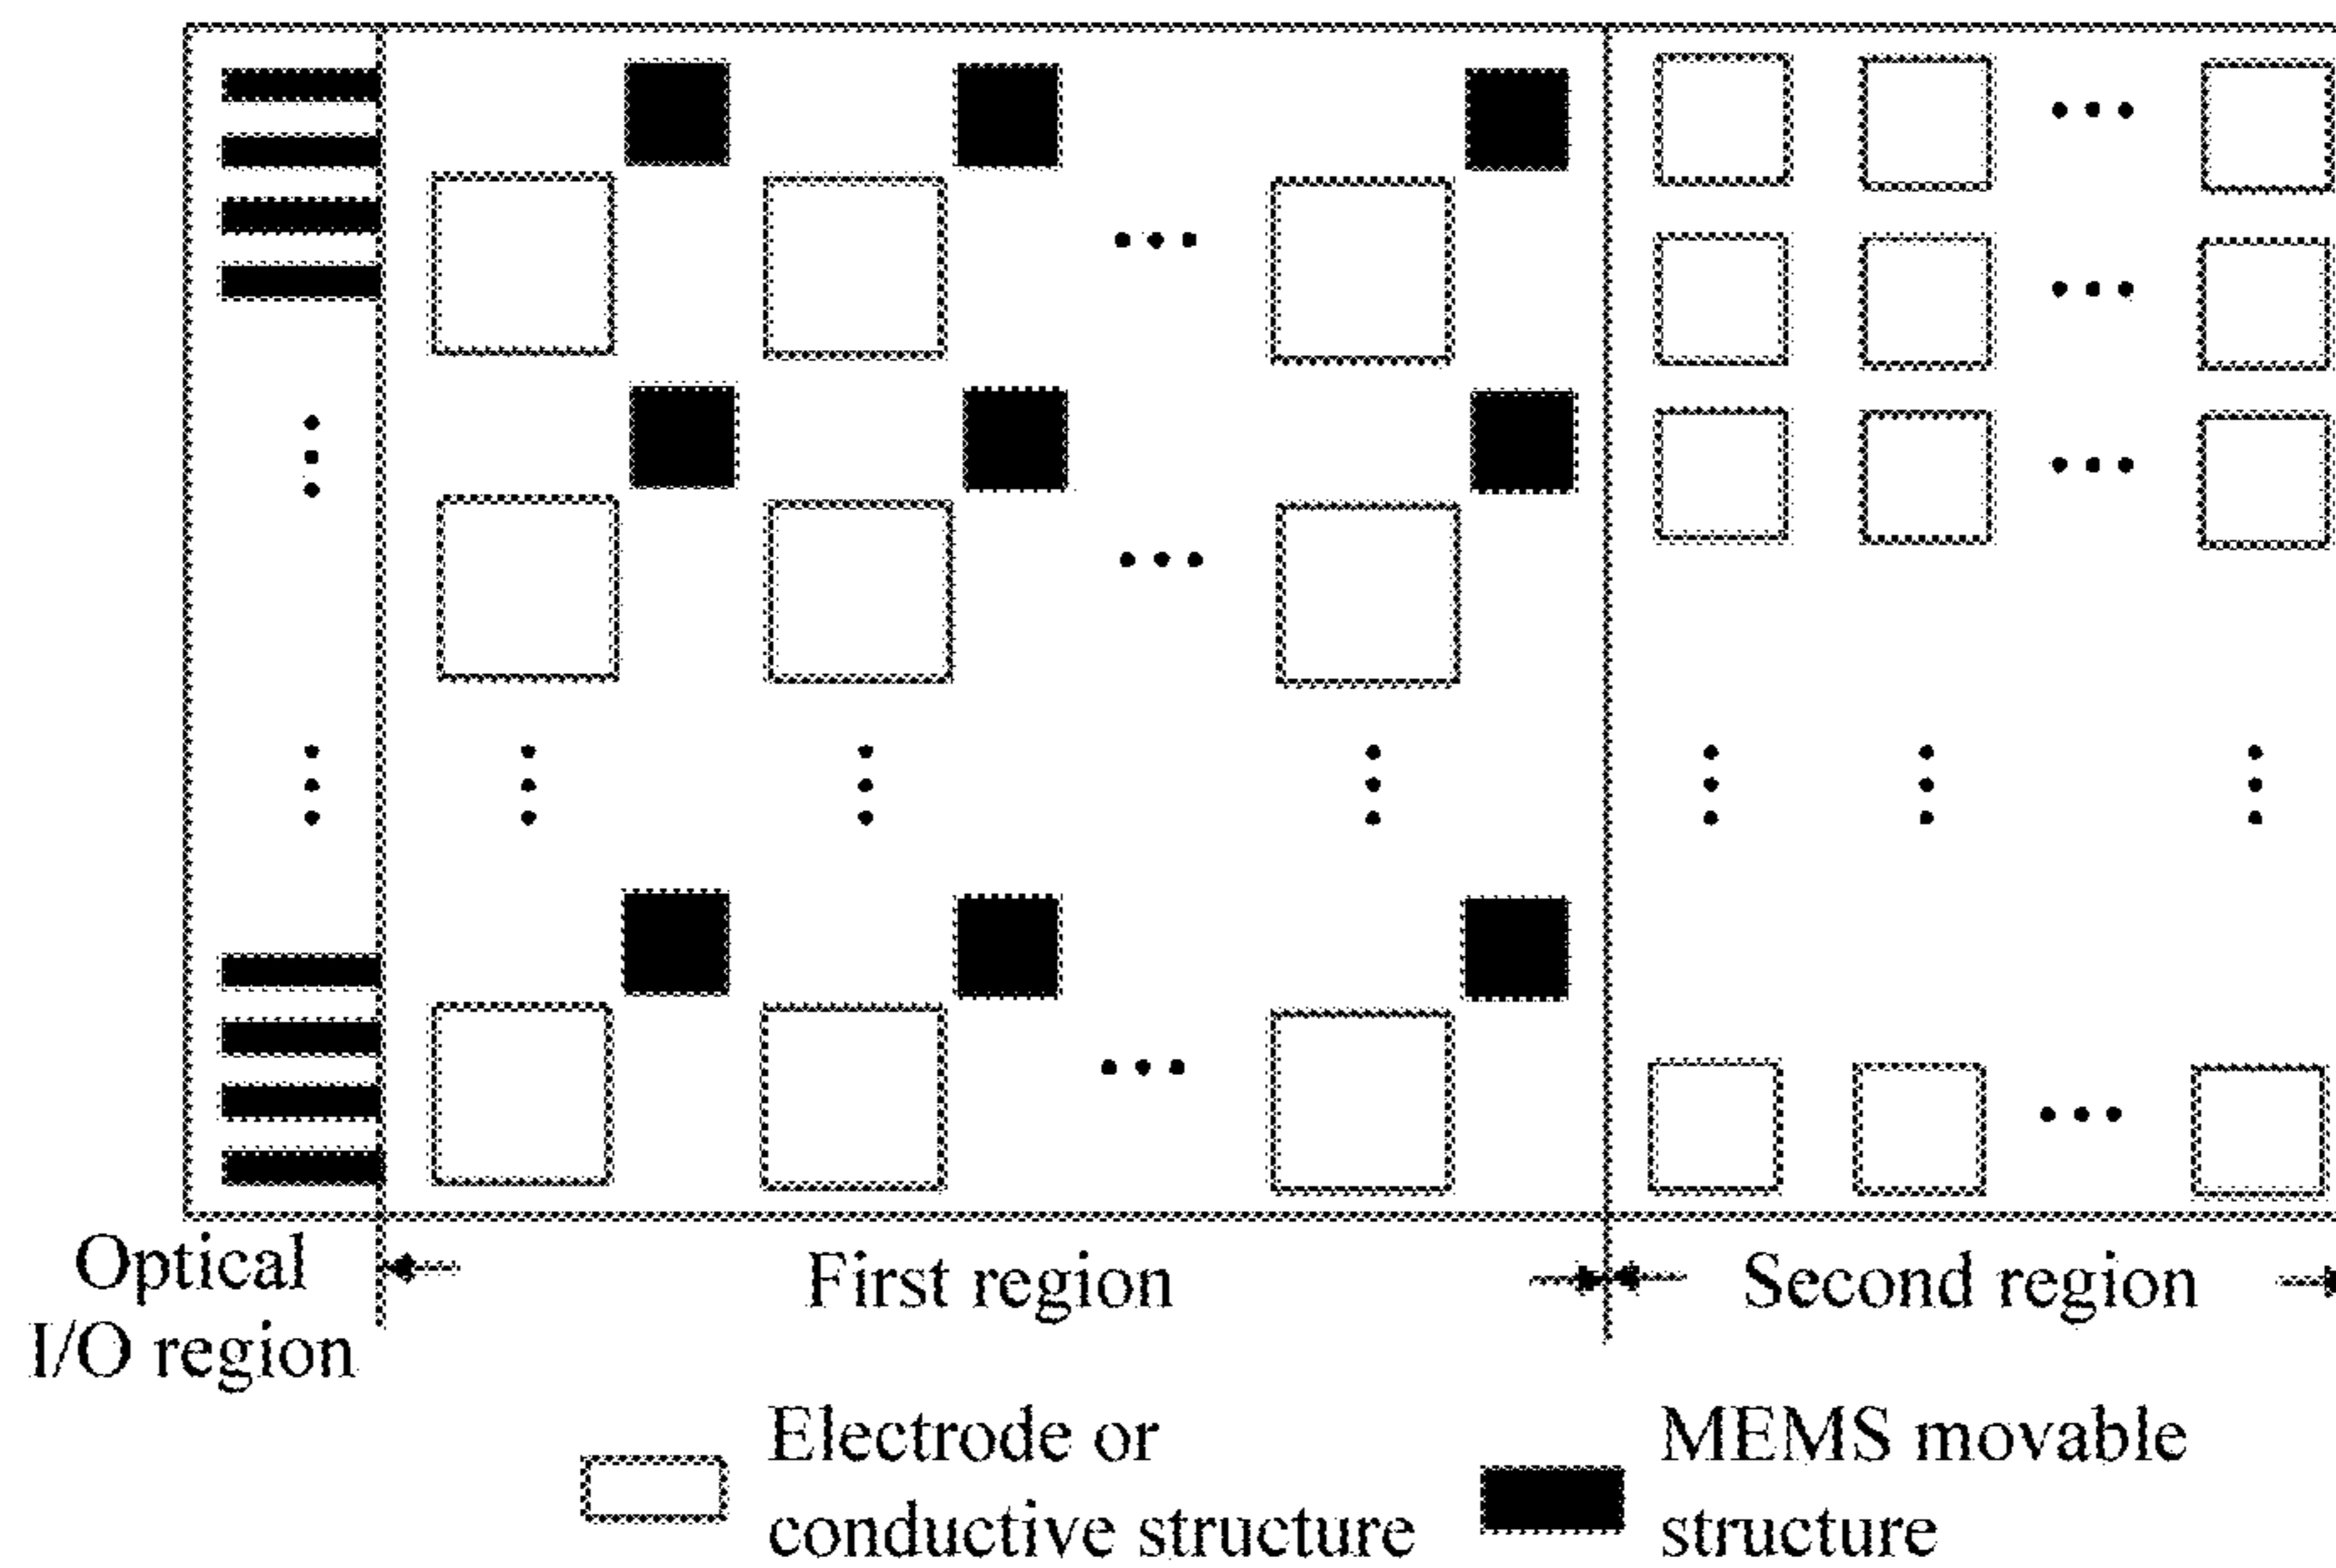 Optical
I/O region
First region
Second region
Electrode or
conductive structure
MEMS movable
structure